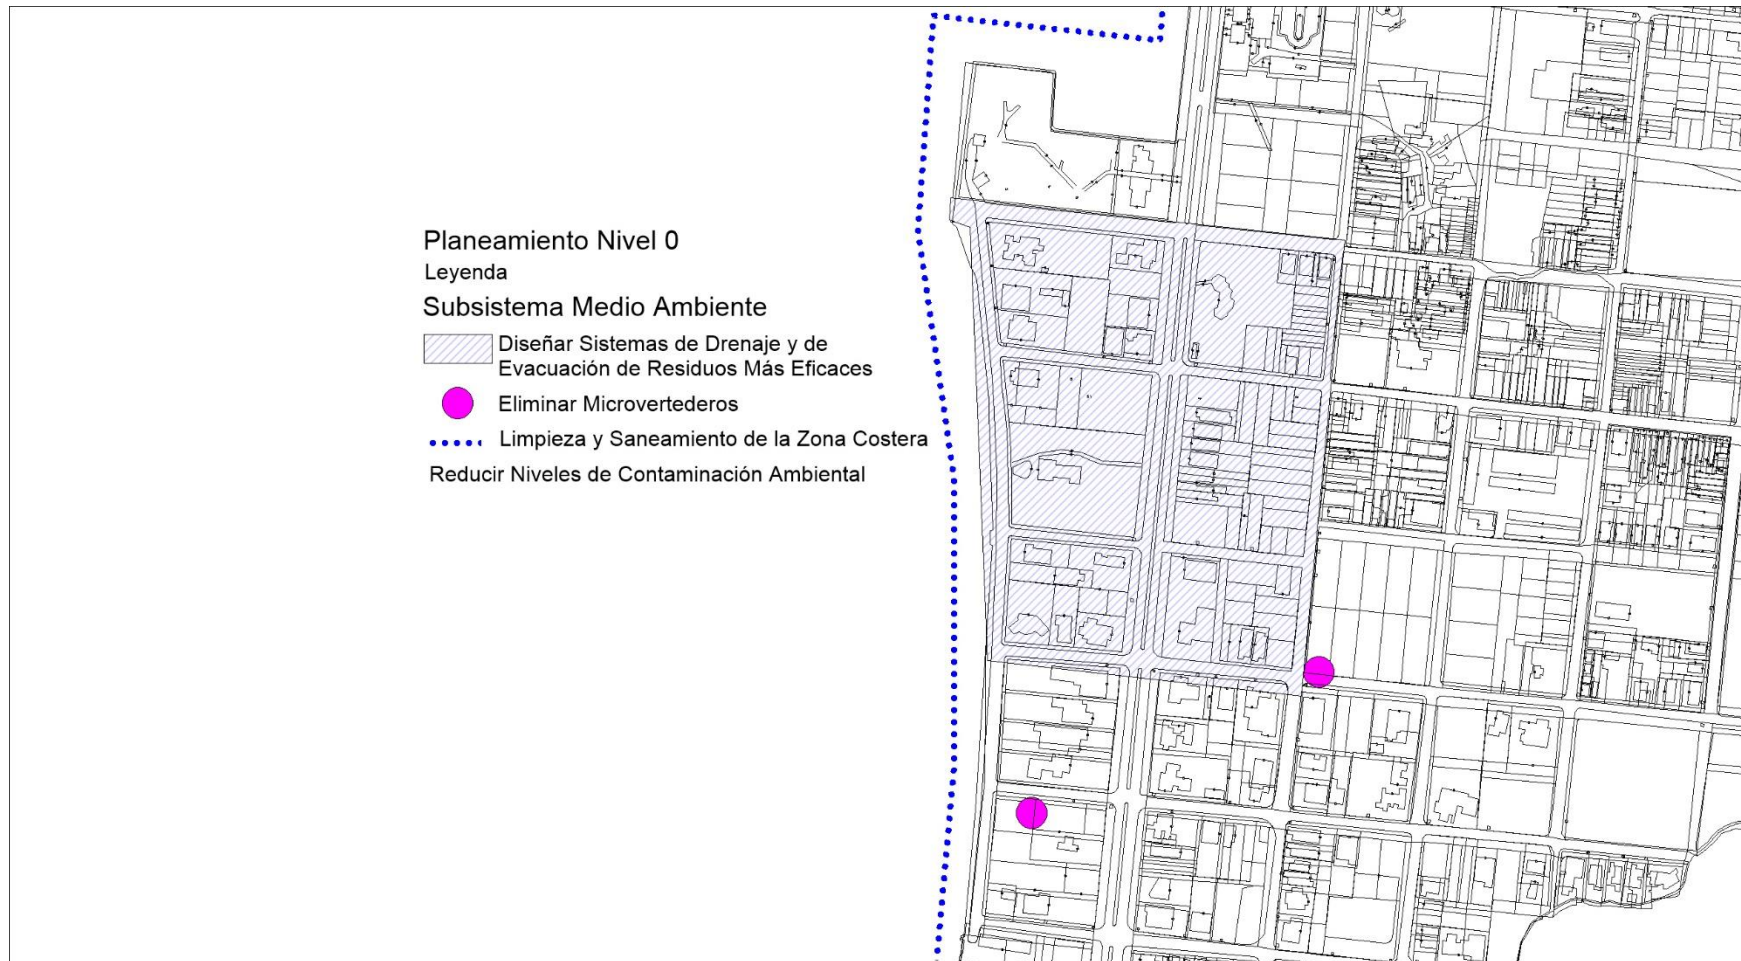 Planeamiento Nivel 0
Leyenda
Subsistema Medio Ambiente
Diseñar Sistemas de Drenaje y de
Evacuación de Residuos Más Eficaces
Eliminar Microvertederos
Limpieza y Saneamiento de la Zona Costera
Reducir Niveles de Contaminación Ambiental